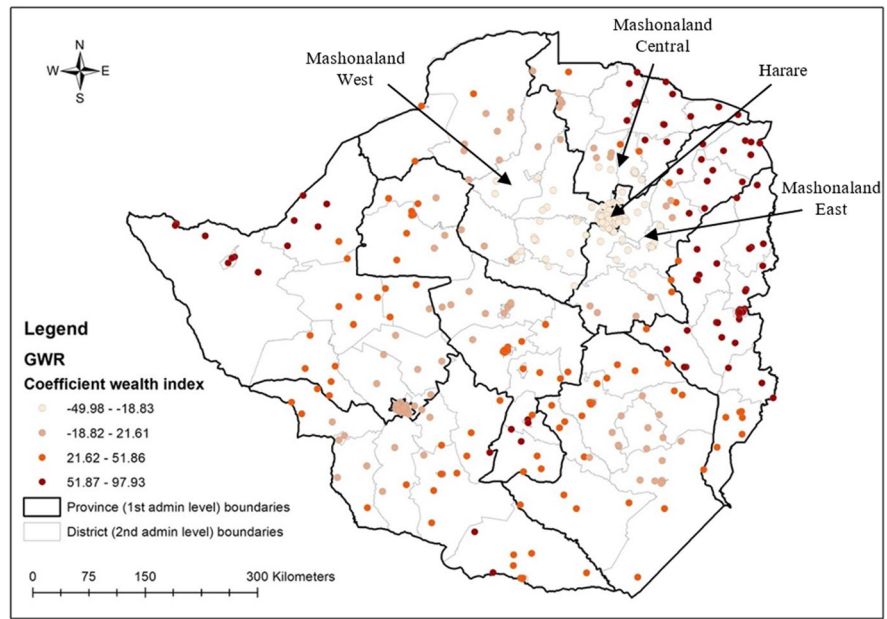 Mashonaland
Central
Mashonaland
West
Harare
N
W E
S
Mashonaland
East
Legend
GWR
Coefficient wealth index
-49.98 - -18.83
-18.82 - 21.61
21.62 - 51.86
51.87 - 97.93
Province (1st admin level) boundaries
District (2nd admin level) boundaries
0 75 150 300 Kilometers